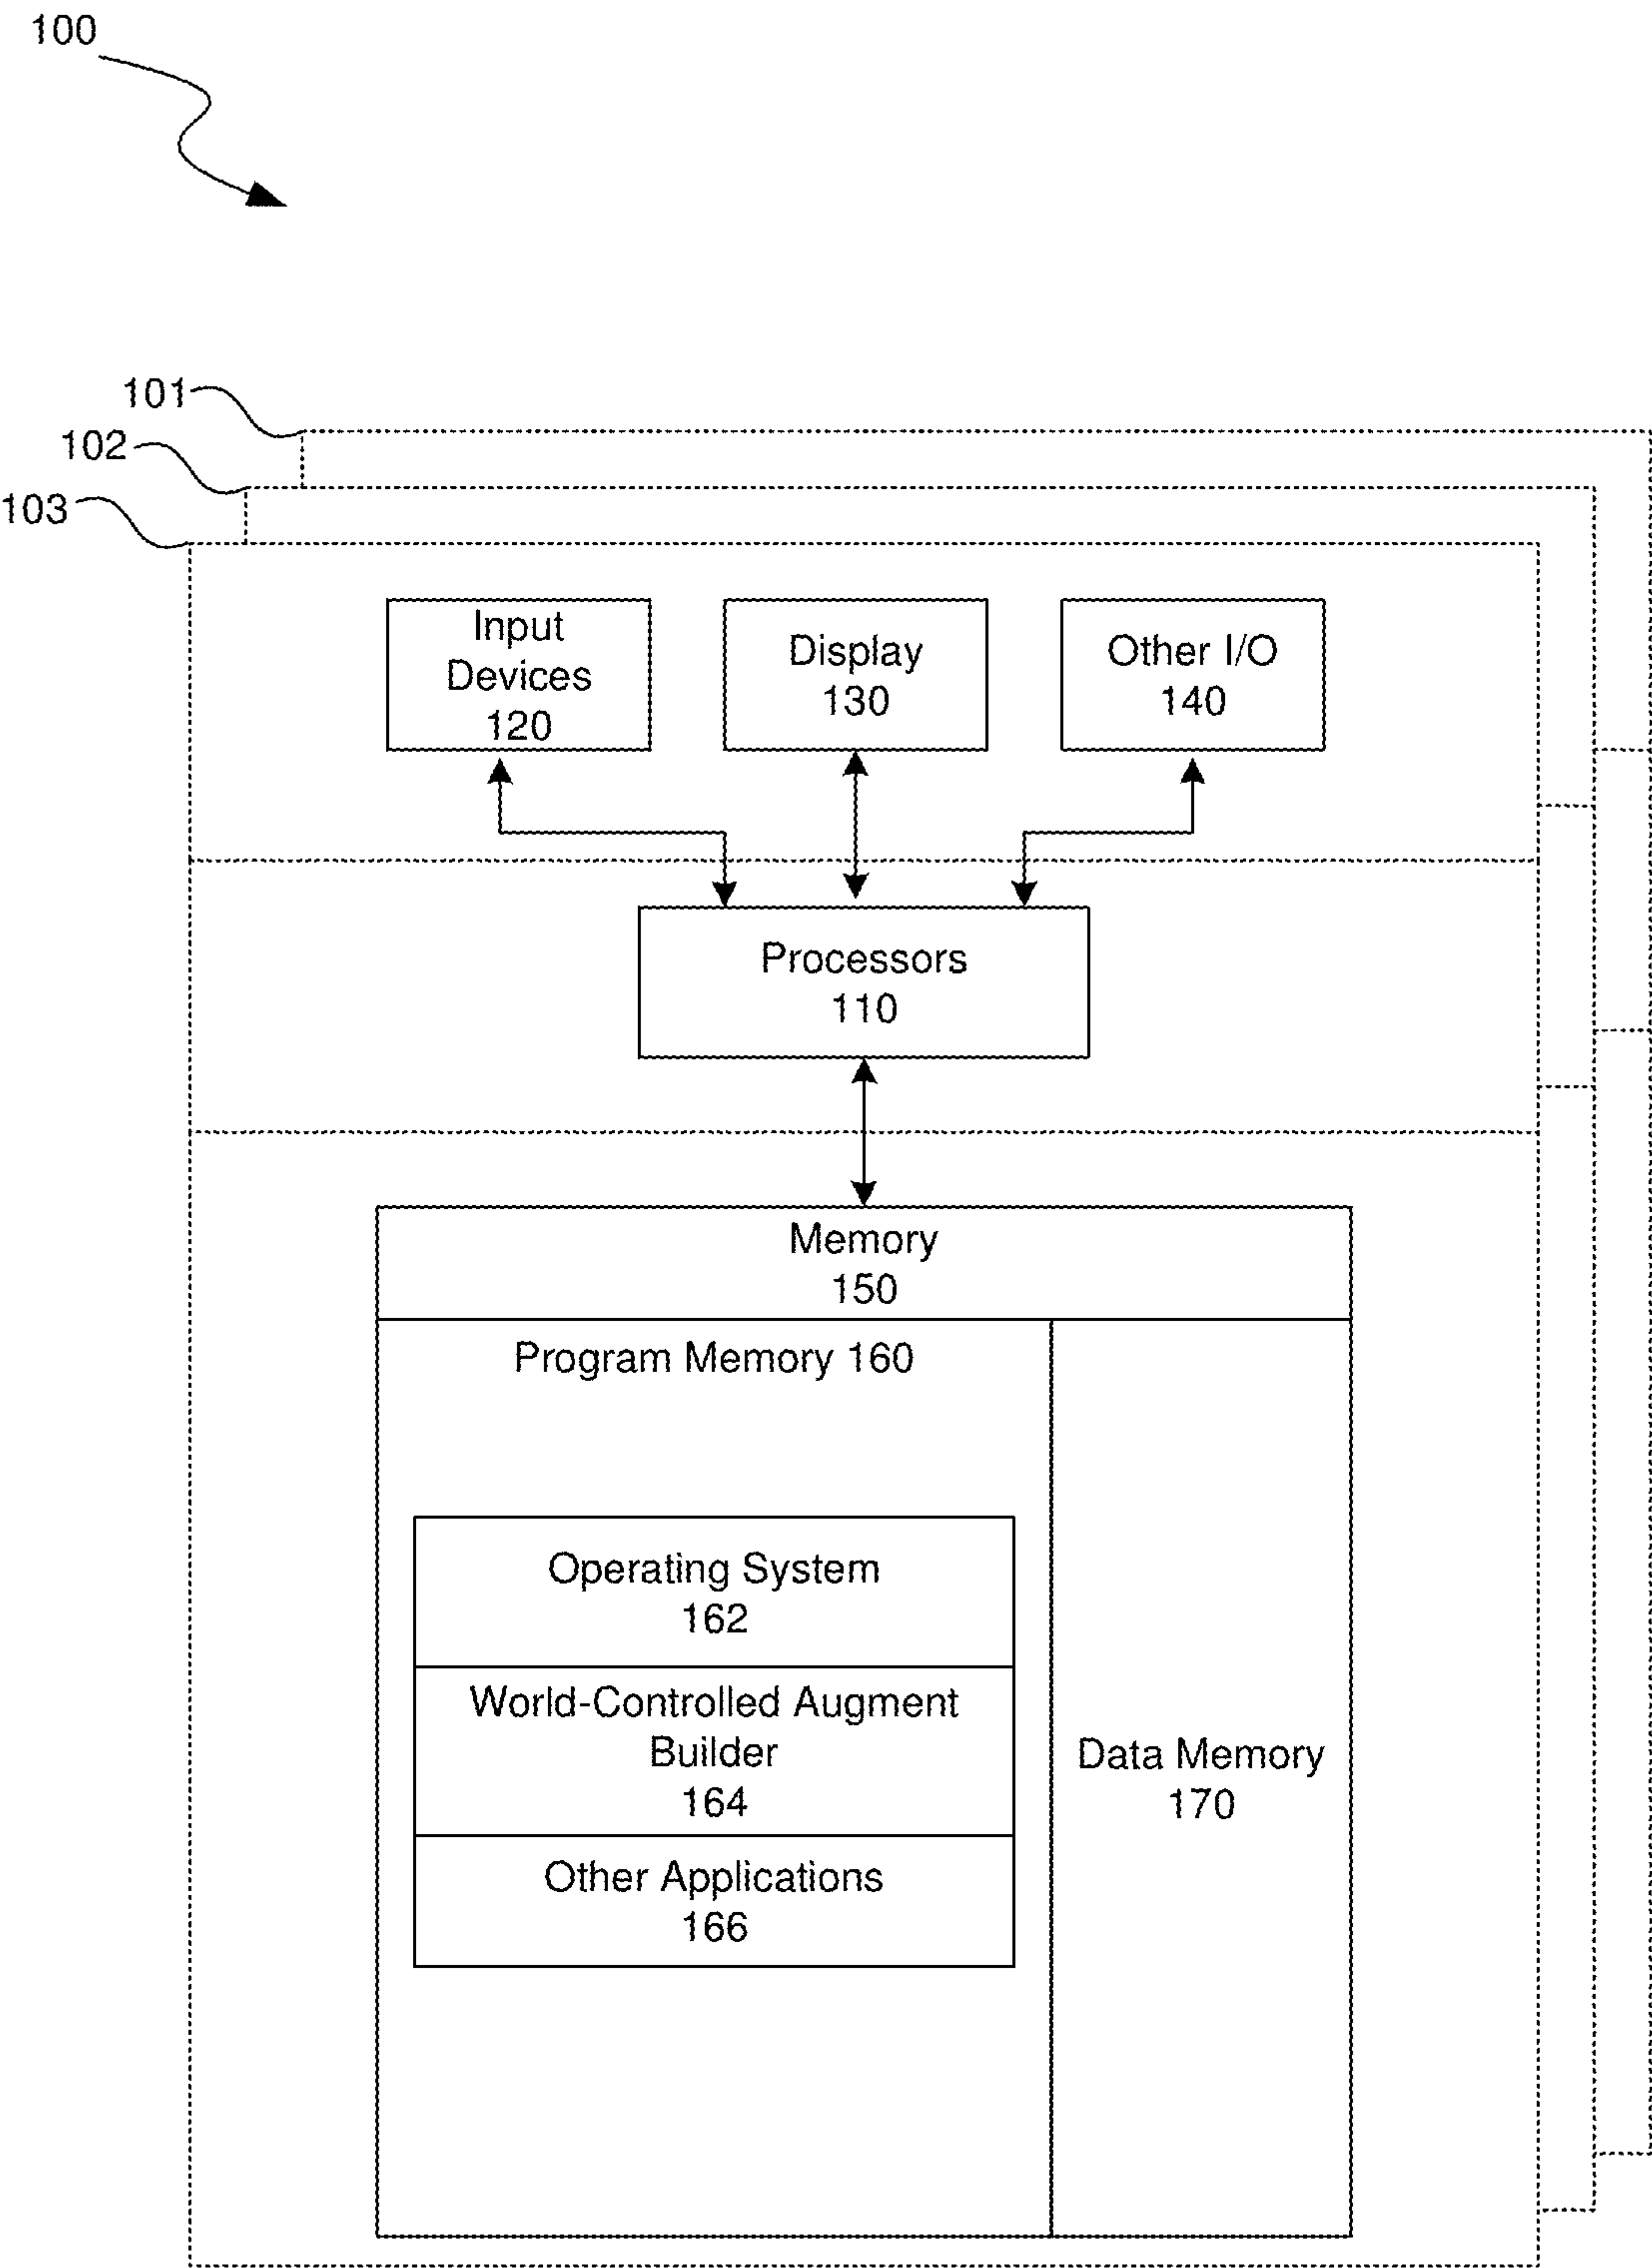 100
101
102
103
Input
Devices
120
Display
130
Other I/O
140
Processors
110
Memory
150
Program Memory 160
Operating System
162
World-Controlled Augment
Builder
164
Other Applications
166
Data Memory
170